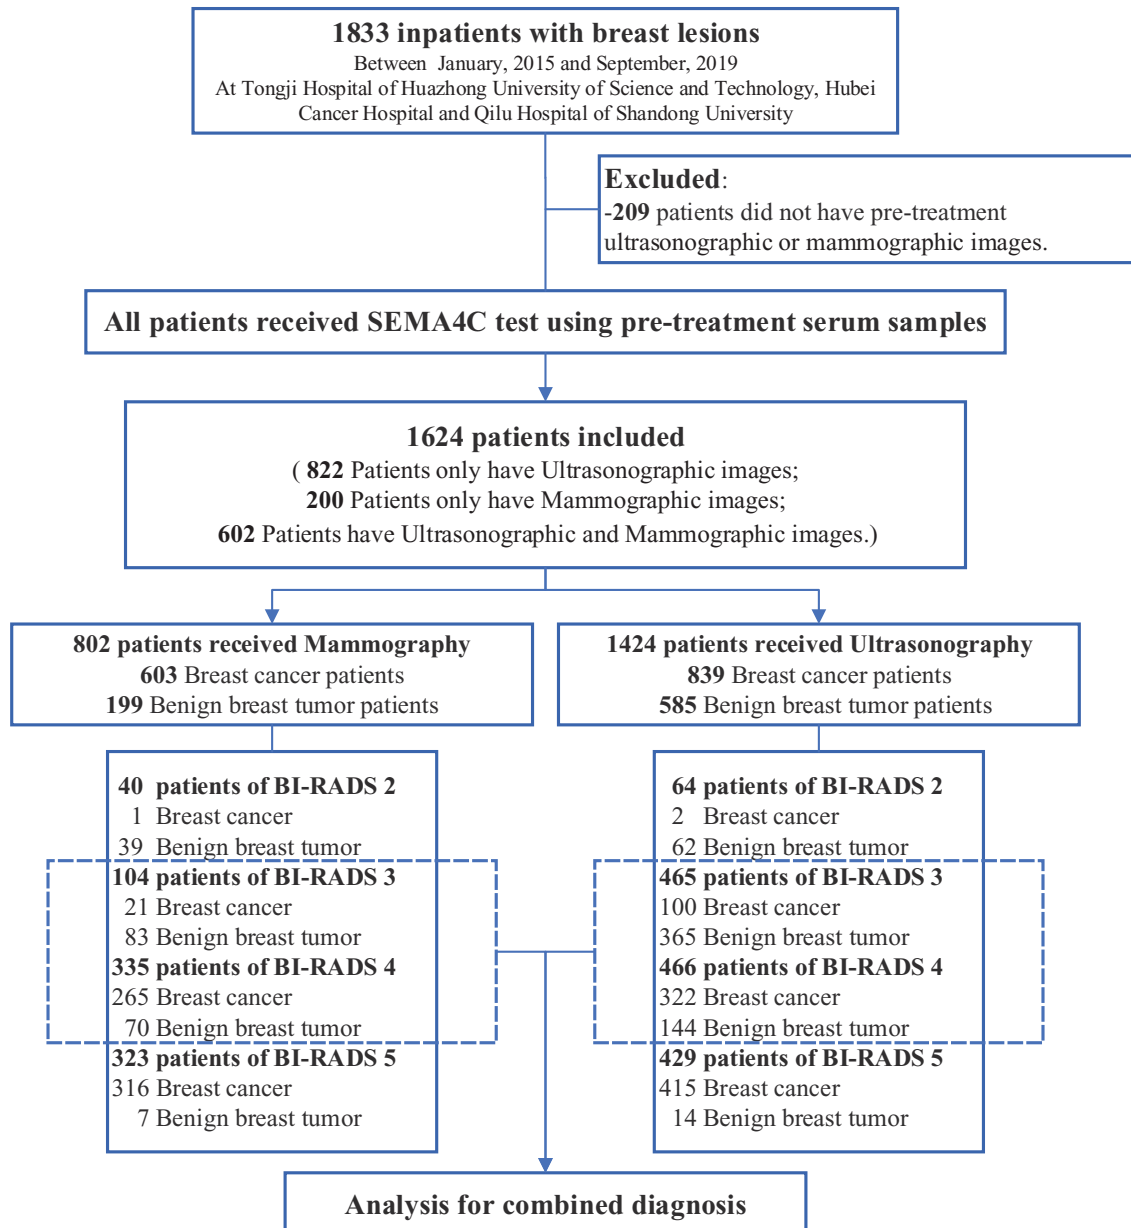 1833 inpatients with breast lesions
Between January, 2015 and September, 2019
At Tongji Hospital of Huazhong University of Science and Technology, Hubei
Cancer Hospital and Qilu Hospital of Shandong University
Excluded:
-209 patients did not have pre-treatment
ultrasonographic or mammographic images.
All patients received SEMA4C test using pre-treatment serum samples
1624 patients included
( 822 Patients only have Ultrasonographic images;
200 Patients only have Mammographic images;
602 Patients have Ultrasonographic and Mammographic images.)
802 patients received Mammography
603 Breast cancer patients
199 Benign breast tumor patients
1424 patients received Ultrasonography
839 Breast cancer patients
585 Benign breast tumor patients
40 patients of BI-RADS 2
1 Breast cancer
39 Benign breast tumor
104 patients of BI-RADS 3
21 Breast cancer
83 Benign breast tumor
335 patients of BI-RADS 4
265 Breast cancer
70 Benign breast tumor
323 patients of BI-RADS 5
316 Breast cancer
7 Benign breast tumor
64 patients of BI-RADS 2
2 Breast cancer
62 Benign breast tumor
465 patients of BI-RADS 3
100 Breast cancer
365 Benign breast tumor
466 patients of BI-RADS 4
322 Breast cancer
144 Benign breast tumor
429 patients of BI-RADS 5
415 Breast cancer
14 Benign breast tumor
Analysis for combined diagnosis